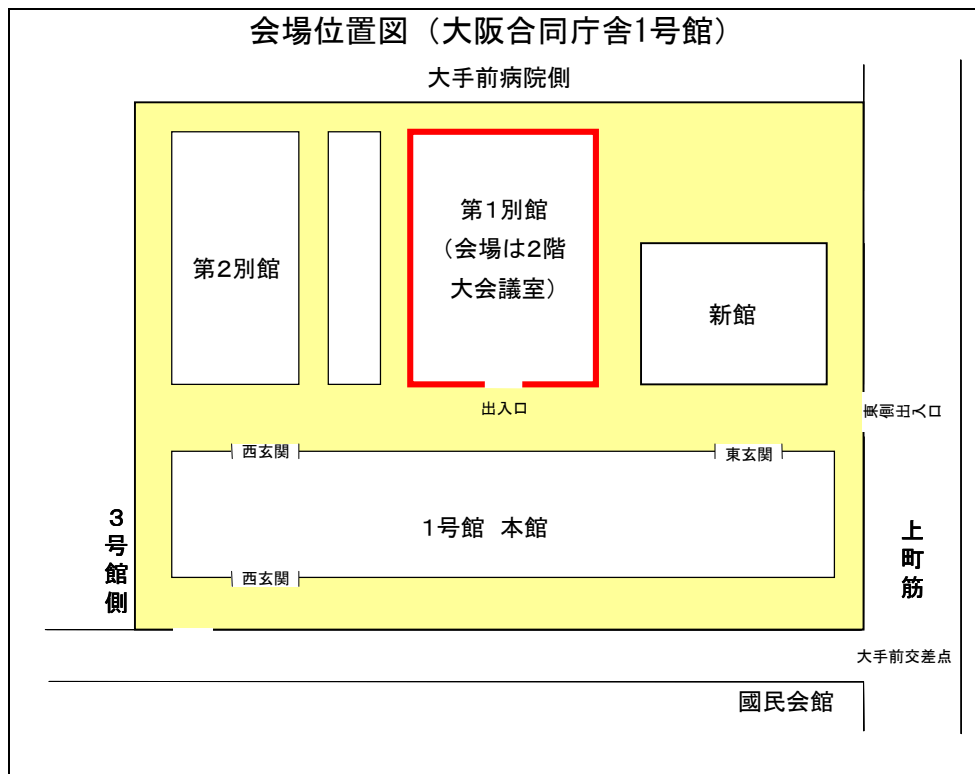 会場位置図（大阪合同庁舎1号館）
大手前病院側
第1別館
（会場は2階
大会議室）
第2別館
新館
出入口
東側出入口
西玄関
東玄関
1号館 本館
3号館側
上町筋
西玄関
大手前交差点
國民会館